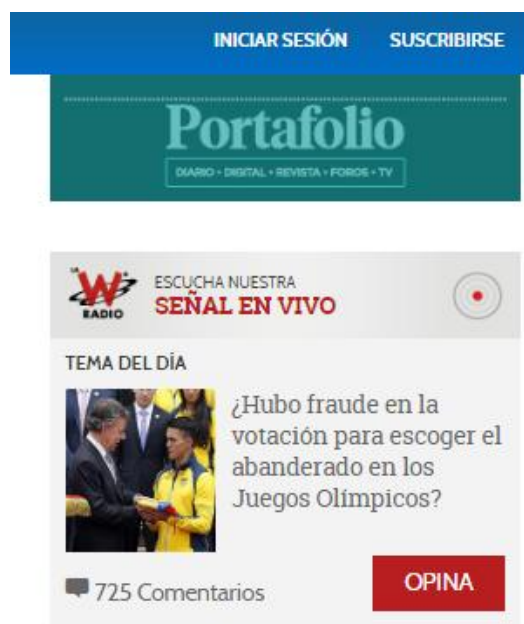 INICIAR SESIÓN SUSCRIBIRSE
Portafolio
DIARIO • DIGITAL • REVISTA • FOROS • TV
LA
W
RADIO
ESCUCHA NUESTRA
SEÑAL EN VIVO
TEMA DEL DÍA
¿Hubo fraude en la
votación para escoger el
abanderado en los
Juegos Olímpicos?
725 Comentarios
OPINA